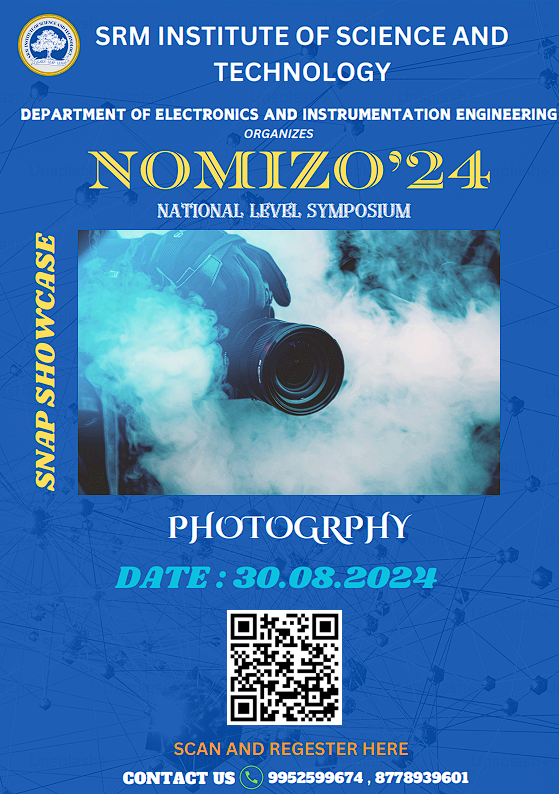 SRM INSTITUTE OF SCIENCE AND
TECHNOLOGY
DEPARTMENT OF ELECTRONICS AND INSTRUMENTATION ENGINEERING
ORGANIZES
NOMIZO’24
NATIONAL LEVEL SYMPOSIUM
SNAP SHOWCASE
PHOTOGRPHY
DATE : 30.08.2024
SCAN AND REGESTER HERE
CONTACT US 9952599674 , 8778939601